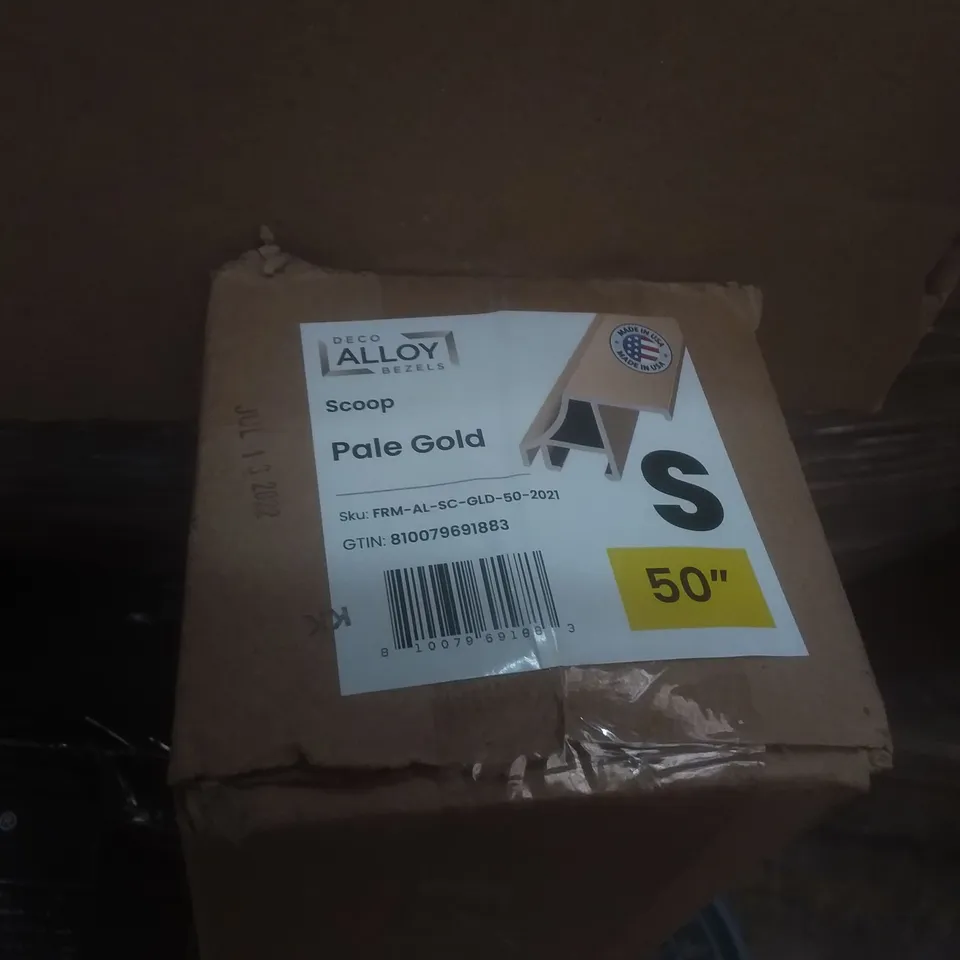 DECO
ALLOY
BEZELS
MADE IN USA
MADE IN USA
Scoop
Pale Gold
S
Sku: FRM-AL-SC-GLD-50-2021
GTIN: 810079691883
50"
8 10079 69188 3
JUL 13 2022
KK